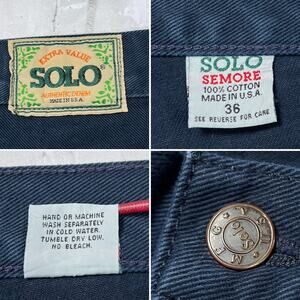 EXTRA VALUE
SOLO
AUTHENTIC DENIM
MADE IN U.S.A.
SOLO
SEMORE
100% COTTON
MADE IN U.S.A.
36
SEE REVERSE FOR CARE
HAND OR MACHINE
WASH SEPARATELY
IN COLD WATER.
TUMBLE DRY LOW.
NO BLEACH.
Solo
MFG